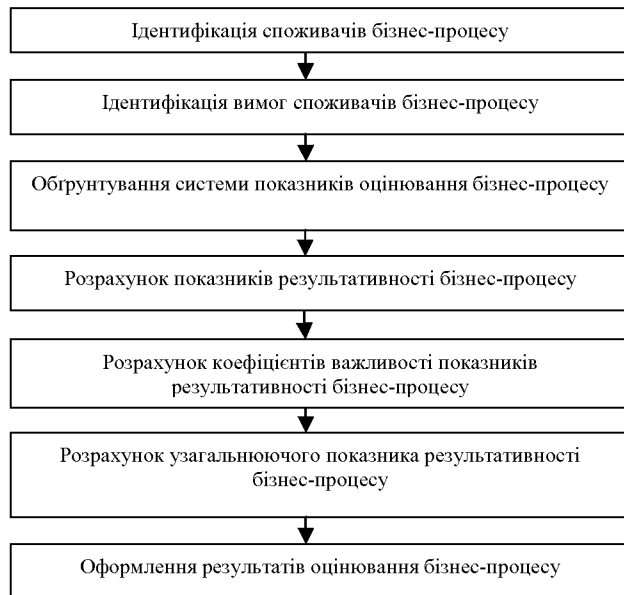 Ідентифікація споживачів бізнес-процесу
Ідентифікація вимог споживачів бізнес-процесу
Обґрунтування системи показників оцінювання бізнес-процесу
Розрахунок показників результативності бізнес-процесу
Розрахунок коефіцієнтів важливості показників
результативності бізнес-процесу
Розрахунок узагальнюючого показника результативності
бізнес-процесу
Оформлення результатів оцінювання бізнес-процесу